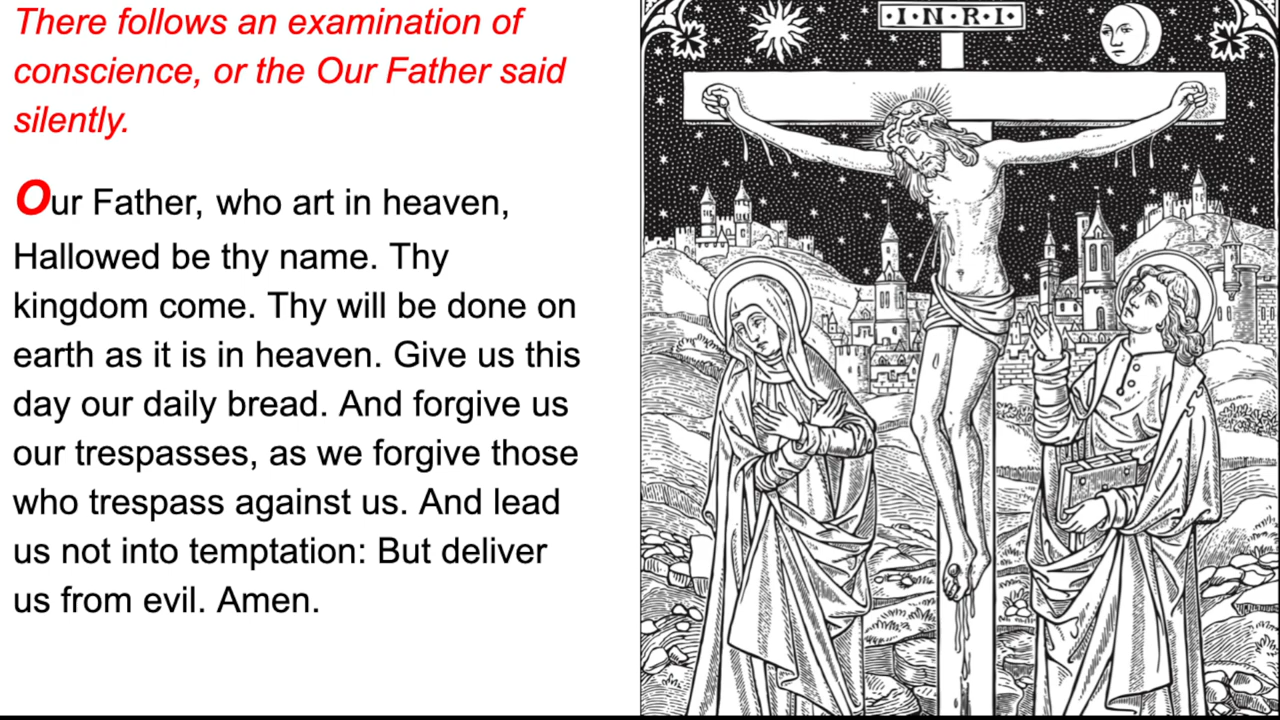 There follows an examination of
conscience, or the Our Father said
silently.
Our Father, who art in heaven,
Hallowed be thy name. Thy
kingdom come. Thy will be done on
earth as it is in heaven. Give us this
day our daily bread. And forgive us
our trespasses, as we forgive those
who trespass against us. And lead
us not into temptation: But deliver
us from evil. Amen.
·I·N·R·I·